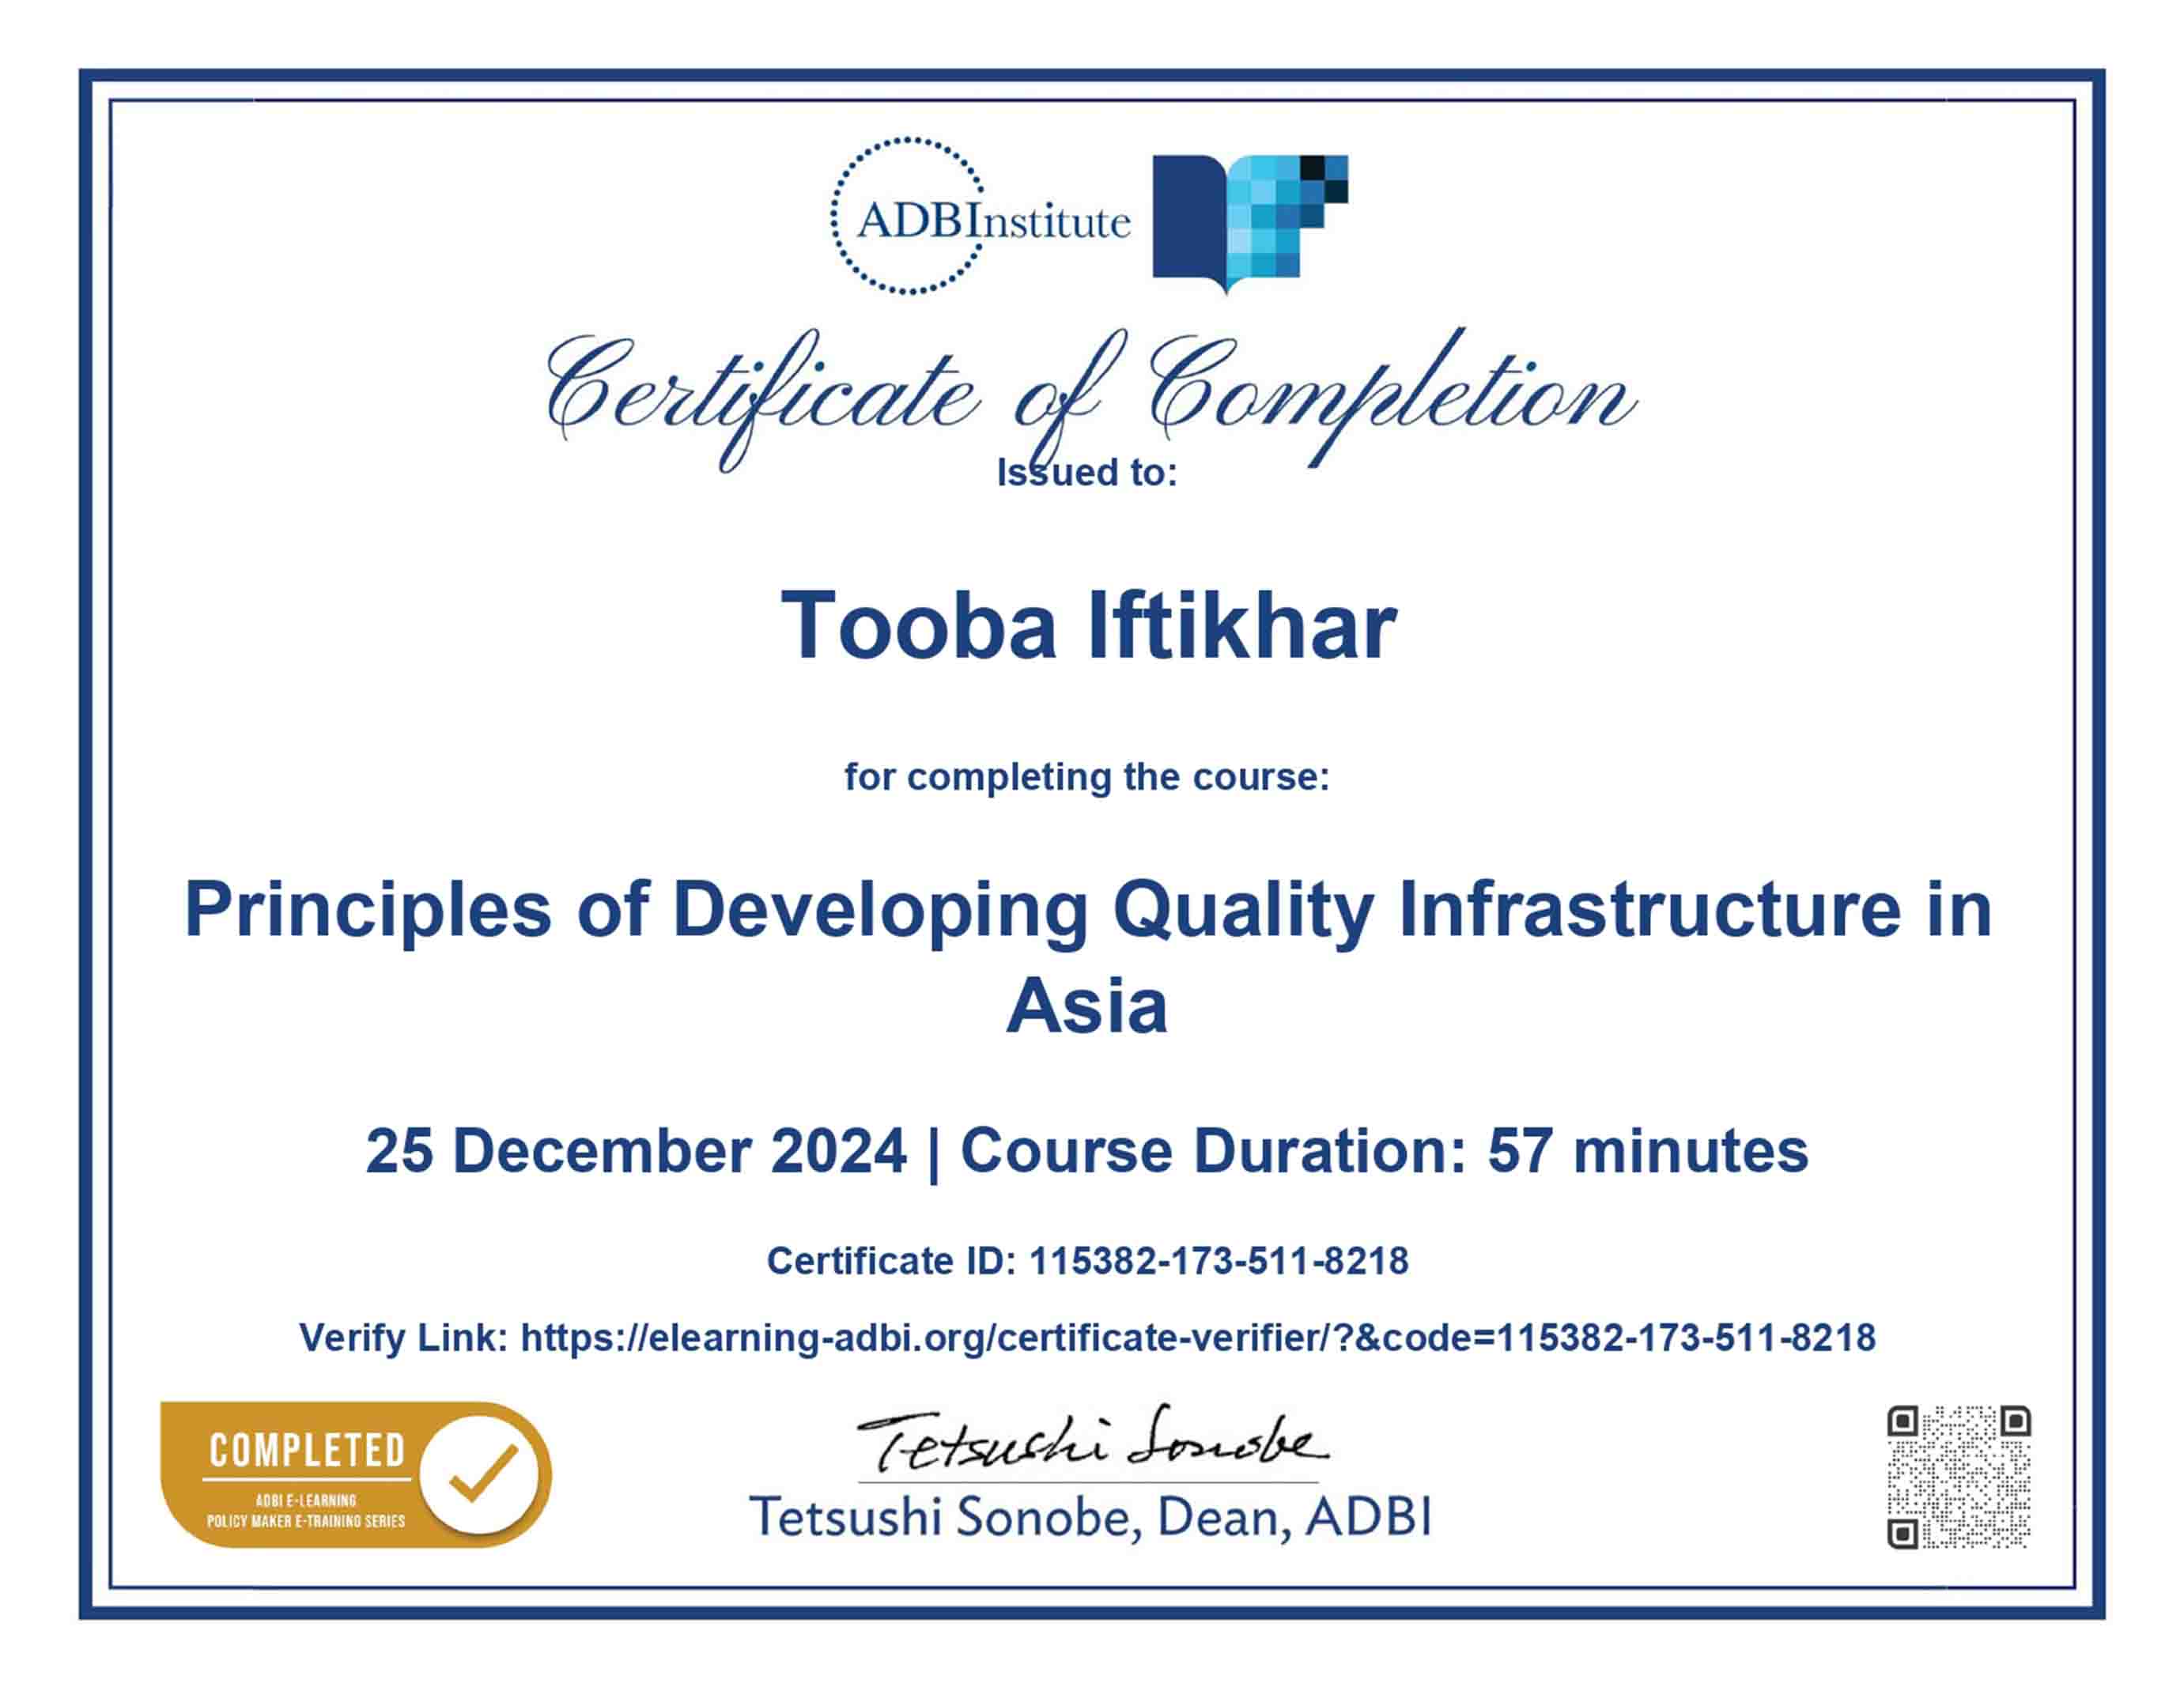 ADBInstitute
Certificate of Completion
Issued to:
Tooba Iftikhar
for completing the course:
Principles of Developing Quality Infrastructure in
Asia
25 December 2024 | Course Duration: 57 minutes
Certificate ID: 115382-173-511-8218
Verify Link: https://elearning-adbi.org/certificate-verifier/?&code=115382-173-511-8218
COMPLETED
ADBI E-LEARNING
POLICY MAKER E-TRAINING SERIES
Tetsushi Sonobe
Tetsushi Sonobe, Dean, ADBI